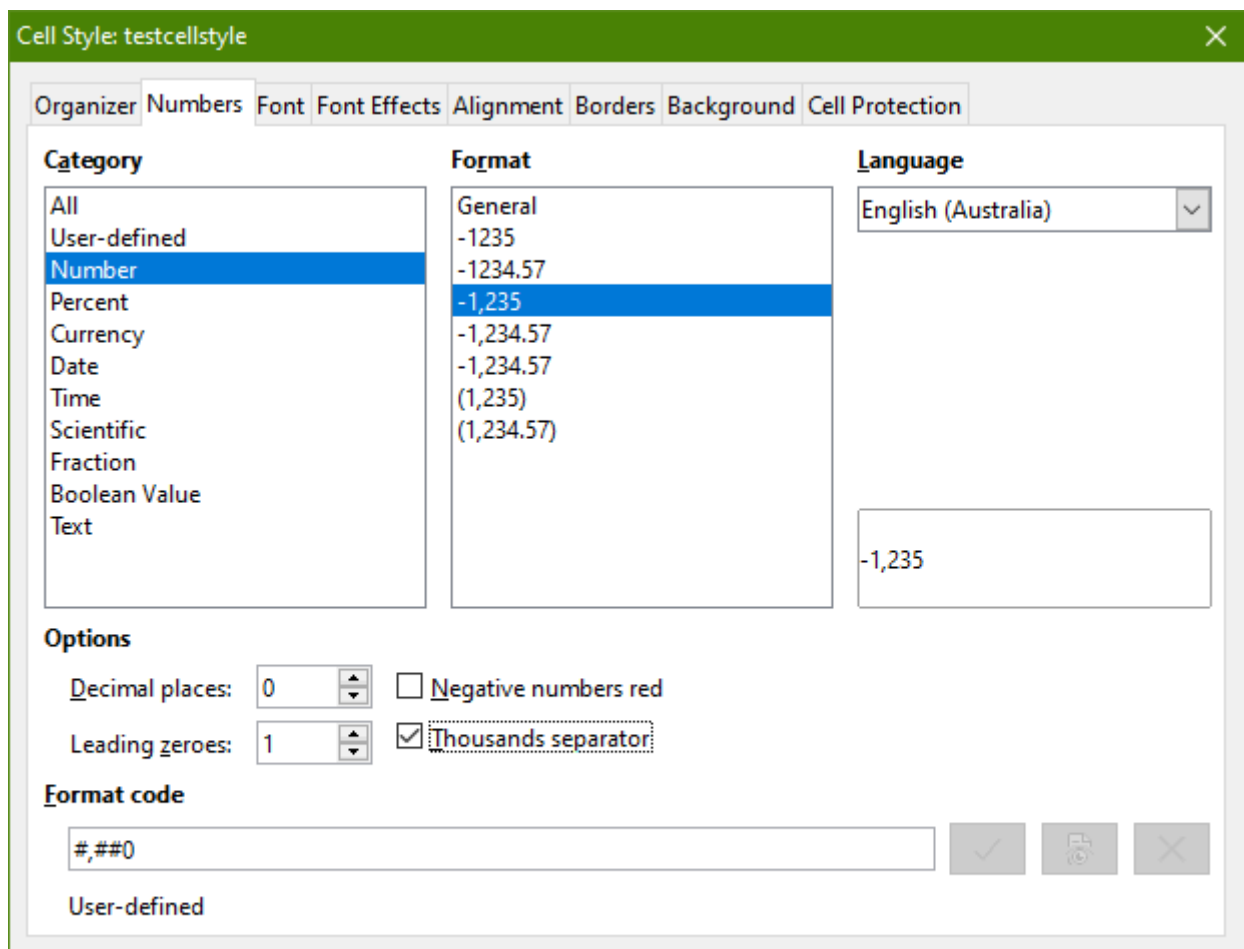 Cell Style: testcellstyle
Organizer Numbers Font Font Effects Alignment Borders Background Cell Protection
Category
All
User-defined
Number
Percent
Currency
Date
Time
Scientific
Fraction
Boolean Value
Text
Format
General
-1235
-1234.57
-1,235
-1,234.57
-1,234.57
(1,235)
(1,234.57)
Language
English (Australia)
-1,235
Options
Decimal places: 0
Negative numbers red
Leading zeroes: 1
Thousands separator
Format code
#,##0
User-defined